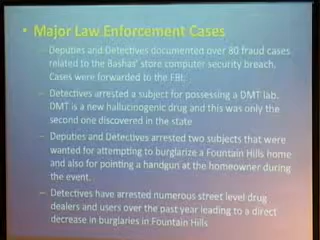 • Major Law Enforcement Cases
– Deputies and Detectives documented over 80 fraud cases
related to the Bashas' store computer security breach.
Cases were forwarded to the FBI.
– Detectives arrested a subject for possessing a DMT lab.
DMT is a new hallucinogenic drug and this was only the
second one discovered in the state
– Deputies and Detectives arrested two subjects that were
wanted for attempting to burglarize a Fountain Hills home
and also for pointing a handgun at the homeowner during
the event.
– Detectives have arrested numerous street level drug
dealers and users over the past year leading to a direct
decrease in burglaries in Fountain Hills